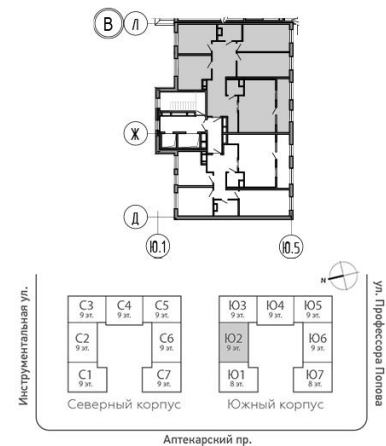 В
Л
Ж
Д
Ю.1
Ю.5
N
Инструментальная ул.
ул. Профессора Попова
С3
9 эт.
С4
9 эт.
С5
9 эт.
С2
9 эт.
С6
9 эт.
С1
9 эт.
С7
9 эт.
Северный корпус
Ю3
9 эт.
Ю4
9 эт.
Ю5
9 эт.
Ю2
9 эт.
Ю6
9 эт.
Ю1
8 эт.
Ю7
8 эт.
Южный корпус
Аптекарский пр.